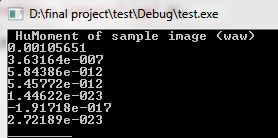 D:\final project\test\Debug\test.exe
HuMoment of sample image (waw)
0.00105651
3.63164e-007
5.84386e-012
5.45772e-012
1.44622e-023
-1.91718e-017
2.72189e-023